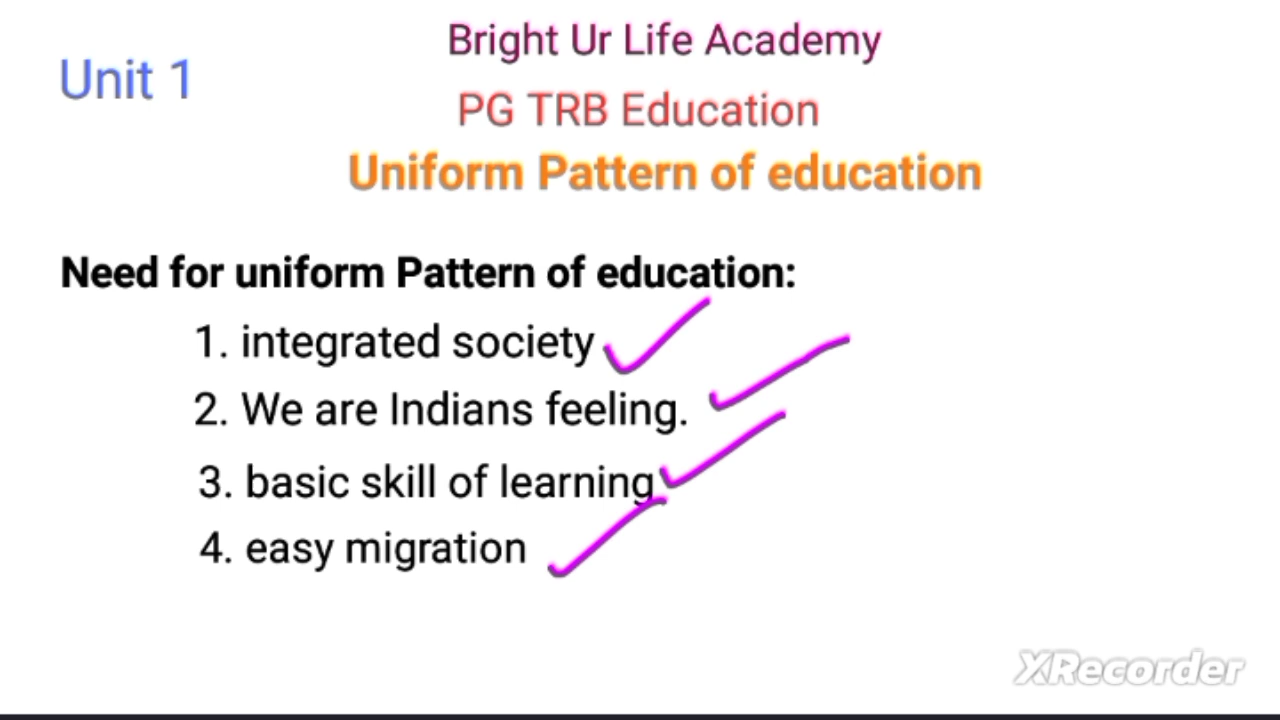 Bright Ur Life Academy
Unit 1
PG TRB Education
Uniform Pattern of education
Need for uniform Pattern of education:
1. integrated society
2. We are Indians feeling.
3. basic skill of learning
4. easy migration
XRecorder